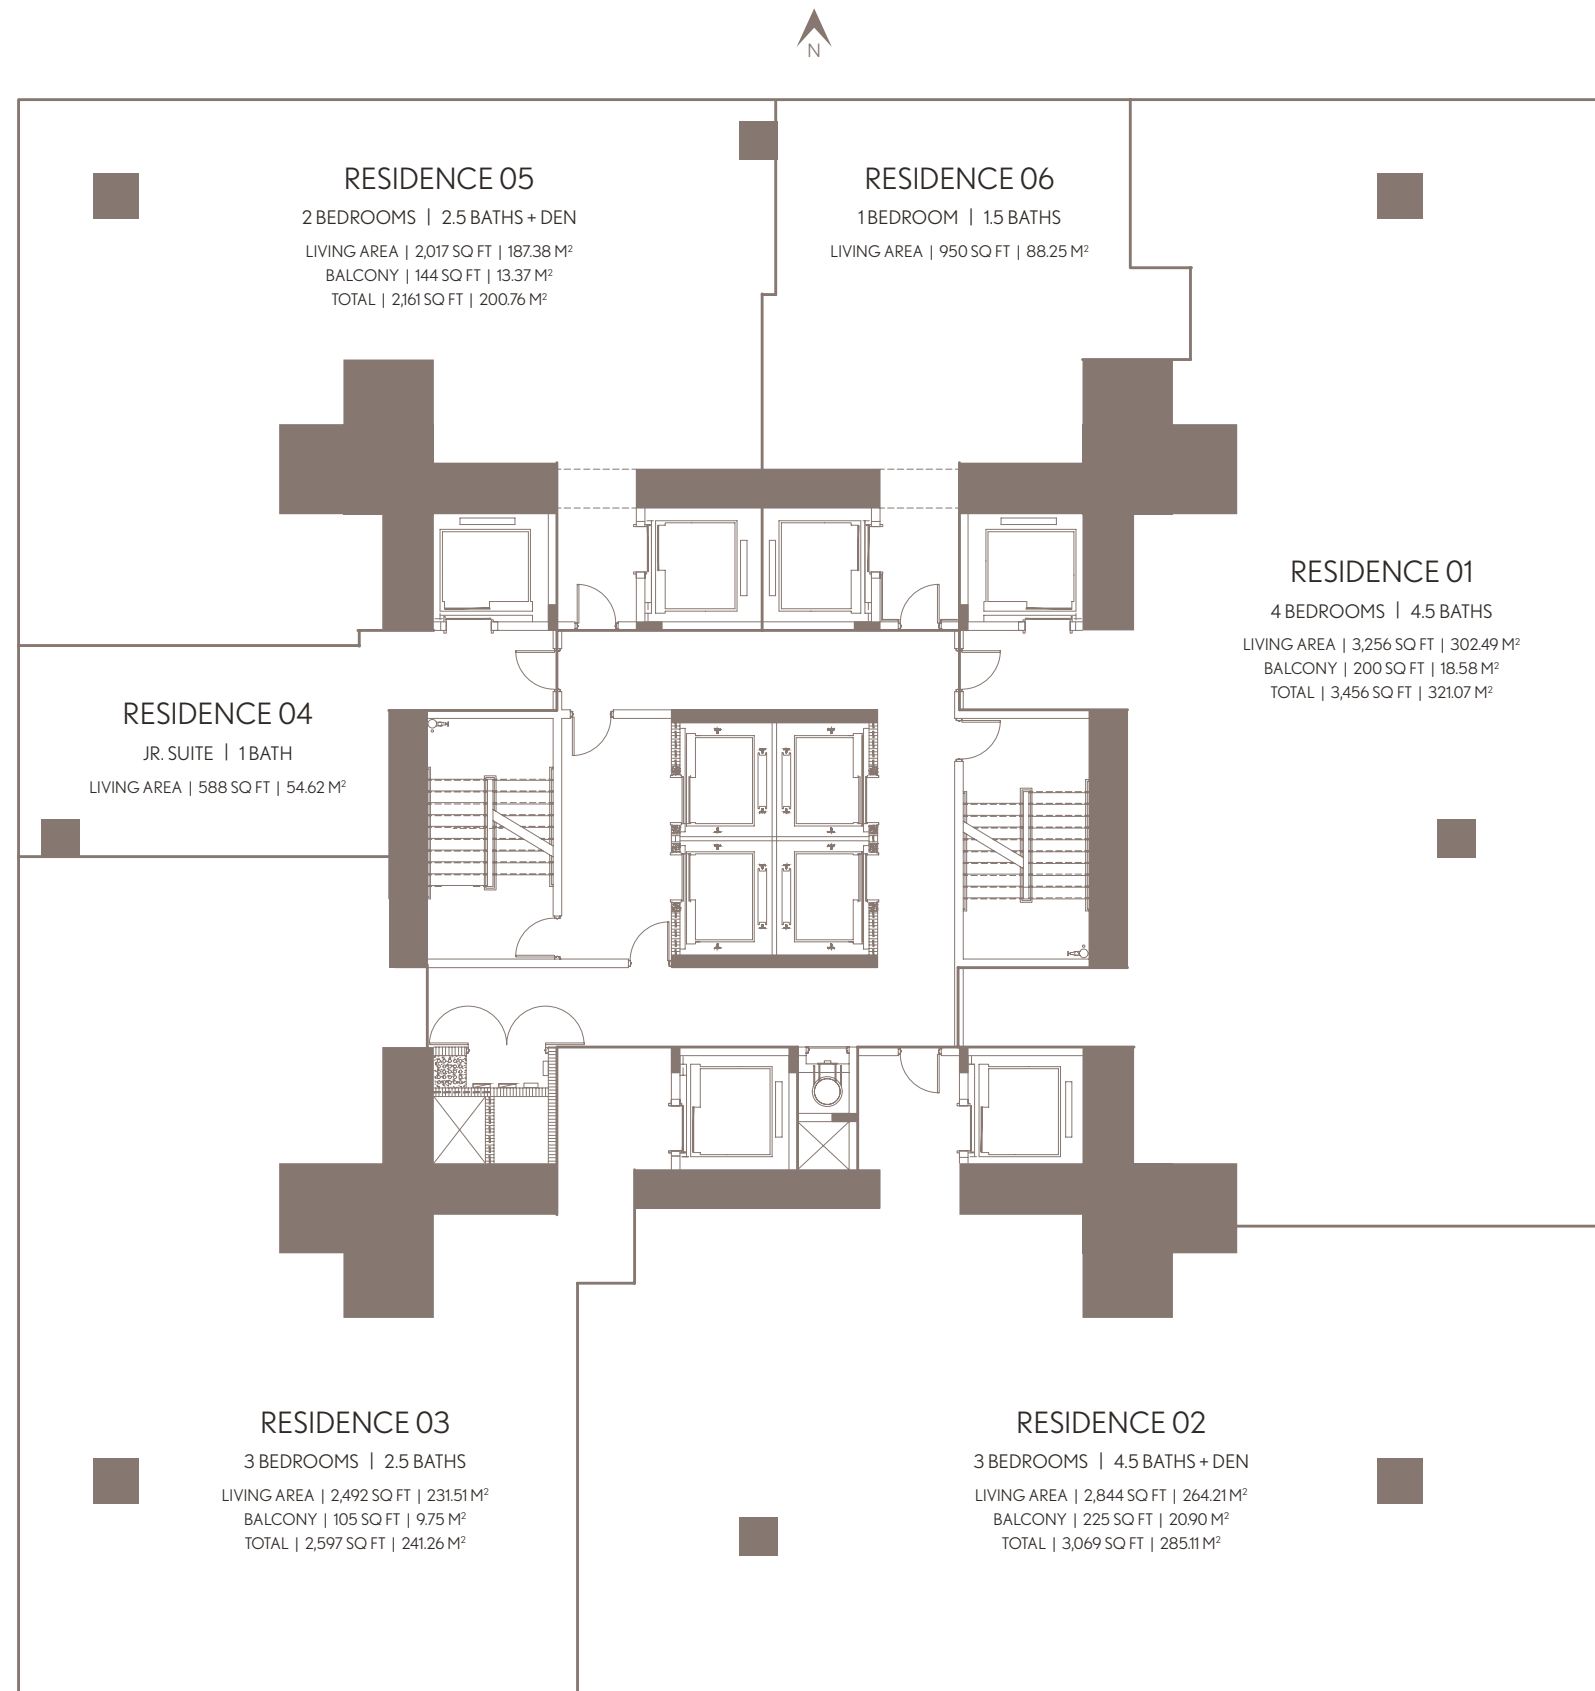 N
RESIDENCE 05
2 BEDROOMS | 2.5 BATHS + DEN
LIVING AREA | 2,017 SQ FT | 187.38 M²
BALCONY | 144 SQ FT | 13.37 M²
TOTAL | 2,161 SQ FT | 200.76 M²
RESIDENCE 06
1 BEDROOM | 1.5 BATHS
LIVING AREA | 950 SQ FT | 88.25 M²
RESIDENCE 01
4 BEDROOMS | 4.5 BATHS
LIVING AREA | 3,256 SQ FT | 302.49 M²
BALCONY | 200 SQ FT | 18.58 M²
TOTAL | 3,456 SQ FT | 321.07 M²
RESIDENCE 04
JR. SUITE | 1 BATH
LIVING AREA | 588 SQ FT | 54.62 M²
RESIDENCE 03
3 BEDROOMS | 2.5 BATHS
LIVING AREA | 2,492 SQ FT | 231.51 M²
BALCONY | 105 SQ FT | 9.75 M²
TOTAL | 2,597 SQ FT | 241.26 M²
RESIDENCE 02
3 BEDROOMS | 4.5 BATHS + DEN
LIVING AREA | 2,844 SQ FT | 264.21 M²
BALCONY | 225 SQ FT | 20.90 M²
TOTAL | 3,069 SQ FT | 285.11 M²